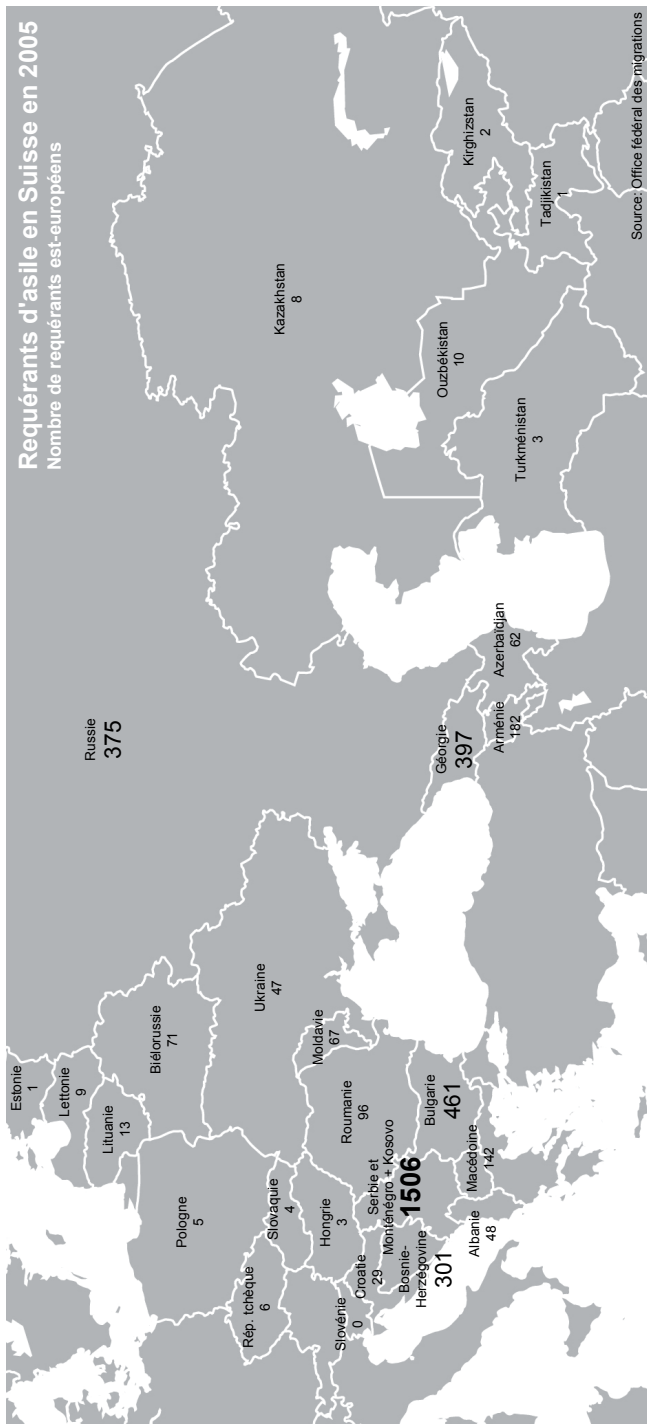 Requérants d'asile en Suisse en 2005
Nombre de requérants est-européens
Estonie
1
Lettonie
9
Lituanie
13
Biélorussie
71
Russie
375
Pologne
5
Ukraine
47
Kazakhstan
8
Rép. tchèque
6
Slovaquie
4
Moldavie
67
Hongrie
3
Roumanie
96
Slovénie
0
Croatie
29
Serbie et
Monténégro + Kosovo
1506
Bosnie-
Herzégovine
301
Bulgarie
461
Albanie
48
Macédoine
142
Géorgie
397
Arménie
182
Azerbaïdjan
62
Ouzbékistan
10
Turkménistan
3
Kirghizstan
2
Tadjikistan
1
Source: Office fédéral des migrations